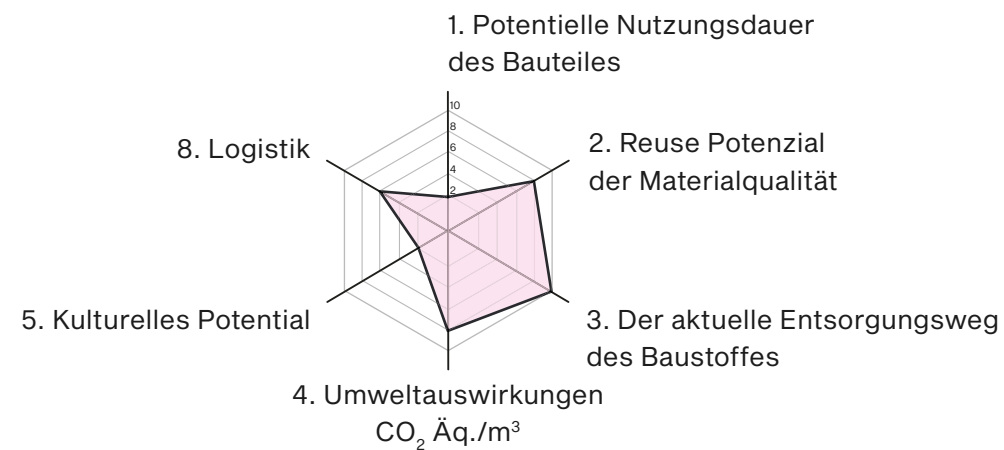 1. Potentielle Nutzungsdauer
des Bauteiles
10
8
6
4
2
8. Logistik
2. Reuse Potenzial
der Materialqualität
5. Kulturelles Potential
3. Der aktuelle Entsorgungsweg
des Baustoffes
4. Umweltauswirkungen
CO₂ Äq./m³